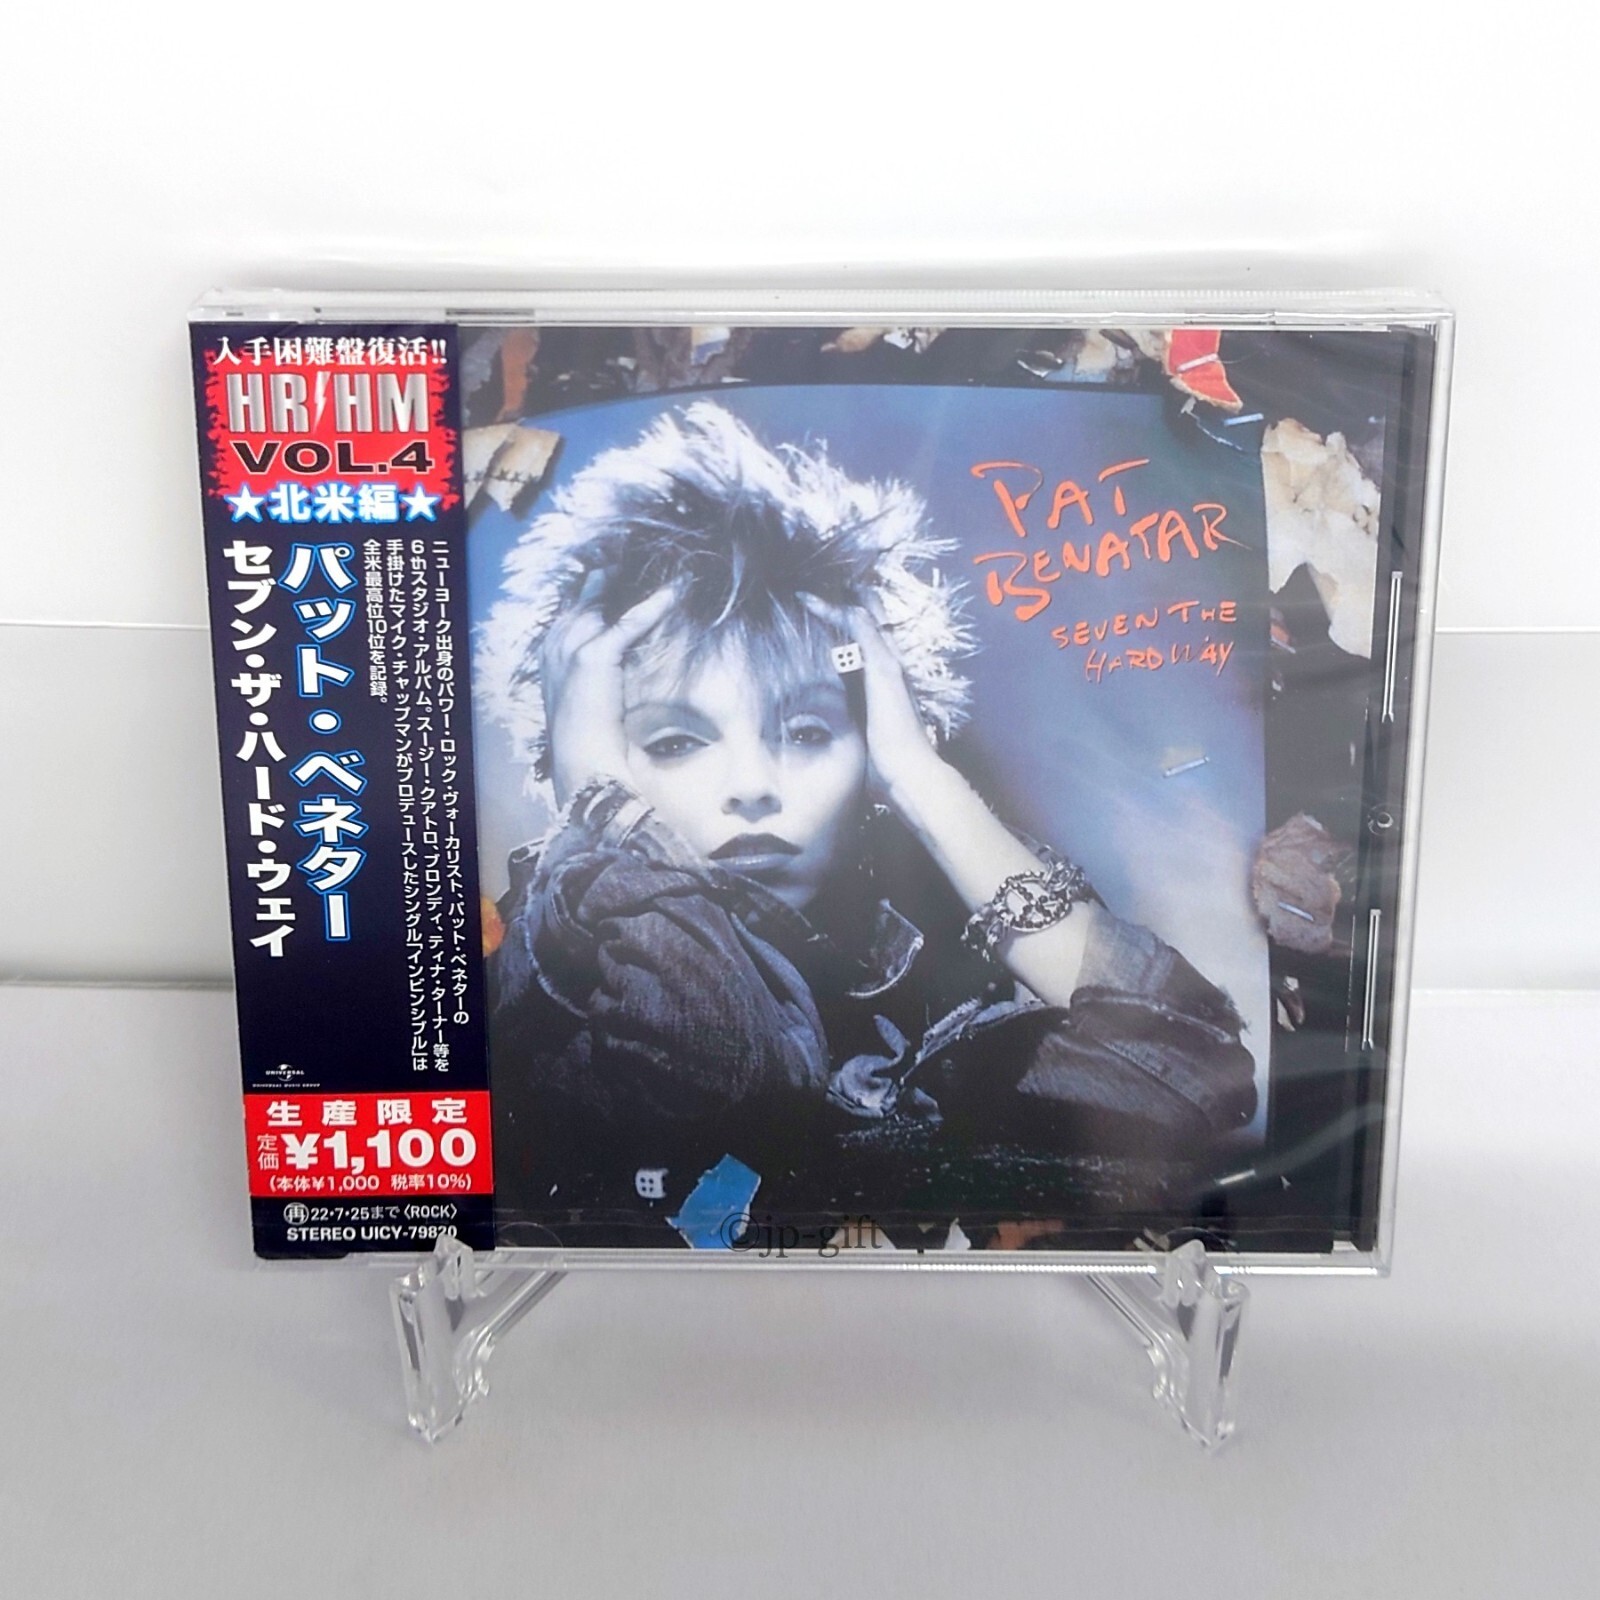 入手困難盤復活!!
HR/HM
VOL.4
★北米編★
パット・ベネター
セブン・ザ・ハード・ウェイ
ニューヨーク出身のパワー・ロック・ヴォーカリスト、パット・ベネターの
6thスタジオ・アルバム。スージー・クアトロ、ブロンディ、ティナ・ターナー等を
手掛けたマイク・チャップマンがプロデュースしたシングル「インビンシブル」は
全米最高位10位を記録。
UNIVERSAL
UNIVERSAL MUSIC GROUP
生産限定
定価¥1,100
(本体¥1,000 税率10%)
再22・7・25まで〈ROCK〉
STEREO UICY-79820
PAT
BENATAR
SEVEN THE
HARD WAY
©jp-gift